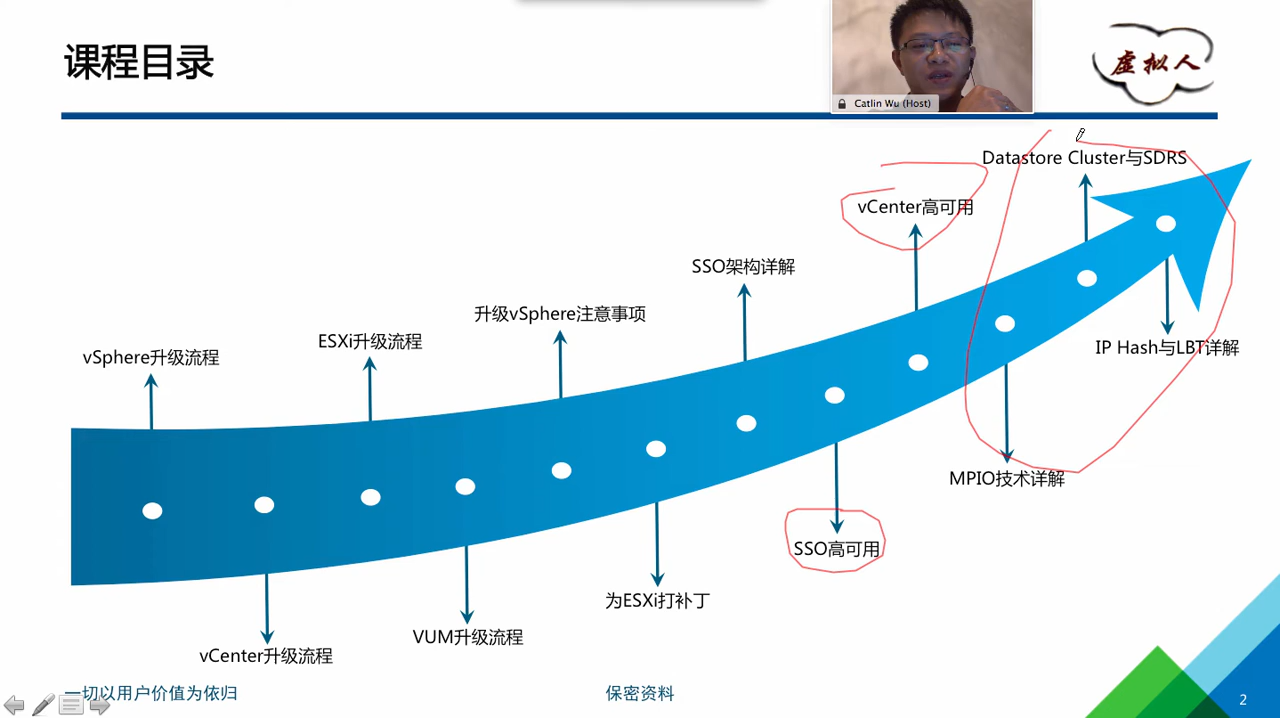 课程目录
Catlin Wu (Host)
虚拟人
Datastore Cluster与SDRS
vCenter高可用
SSO架构详解
升级vSphere注意事项
ESXi升级流程
vSphere升级流程
IP Hash与LBT详解
MPIO技术详解
SSO高可用
为ESXi打补丁
VUM升级流程
vCenter升级流程
一切以用户价值为依归
保密资料
2